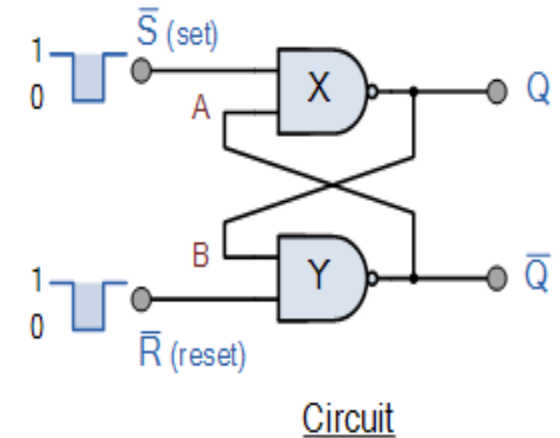 S̅ (set)
1
0
A
X
Q
B
Y
Q̅
1
0
R̅ (reset)
Circuit